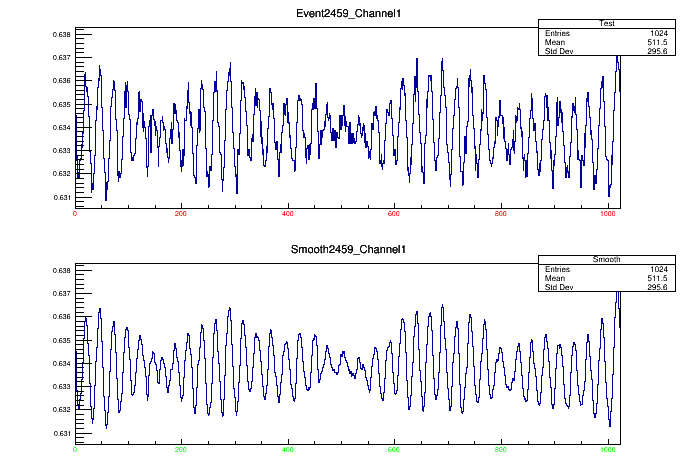 Event2459_Channel1
Test
Entries 1024
Mean 511.5
Std Dev 295.6
0.638
0.637
0.636
0.635
0.634
0.633
0.632
0.631
0 200 400 600 800 1000
Smooth2459_Channel1
Smooth
Entries 1024
Mean 511.5
Std Dev 295.6
0.638
0.637
0.636
0.635
0.634
0.633
0.632
0.631
0 200 400 600 800 1000